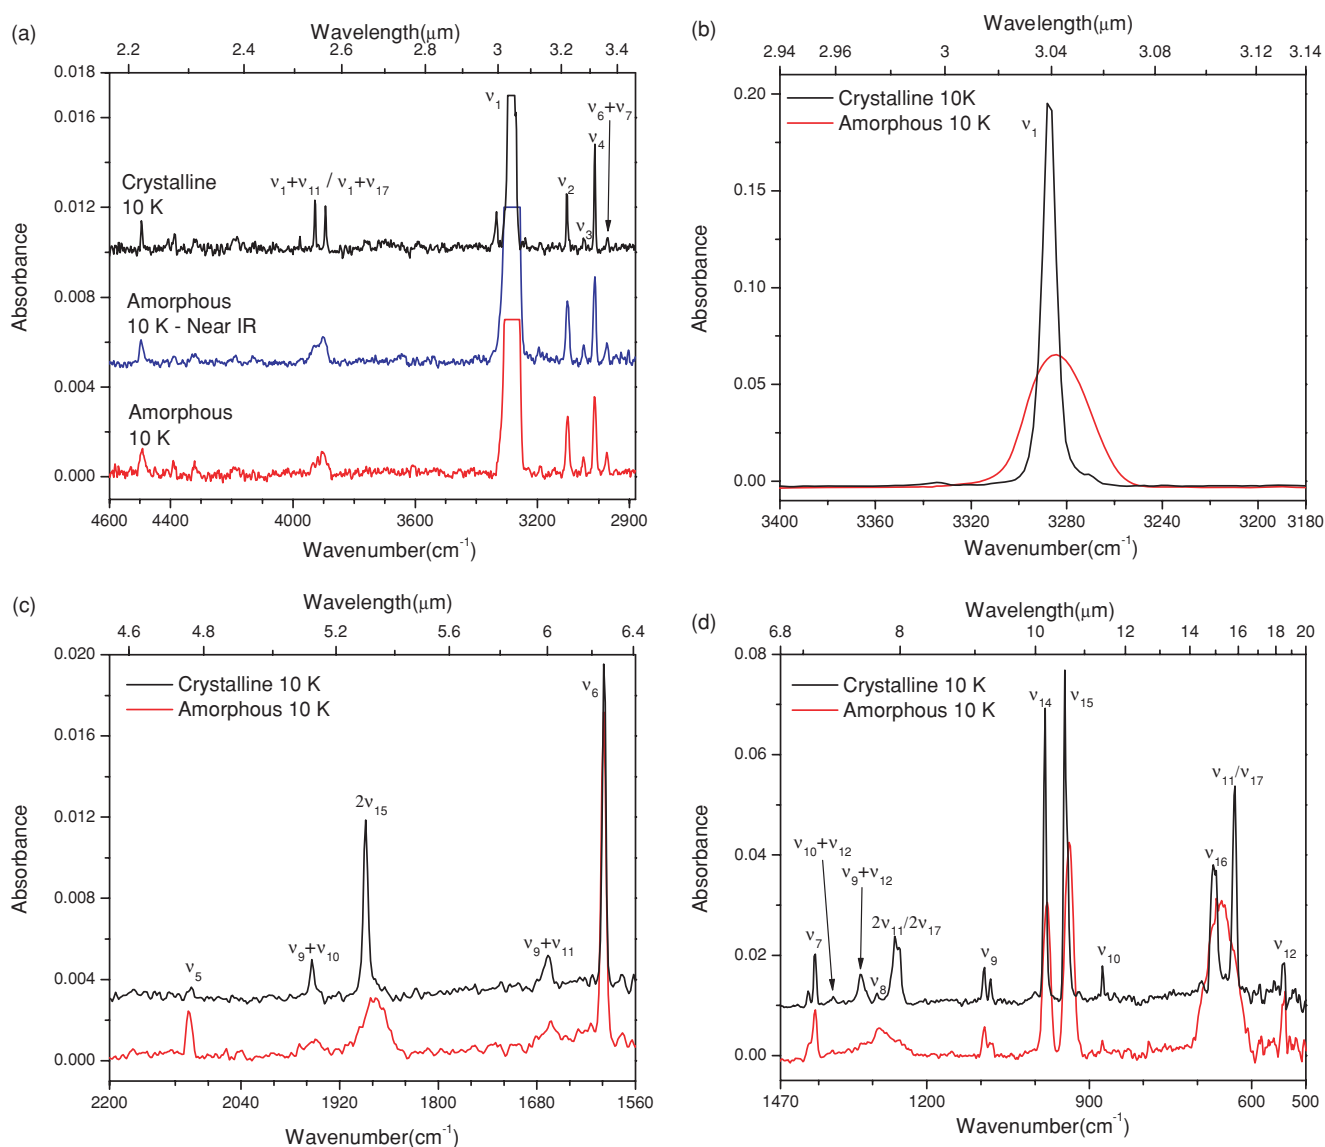 (a)
Wavelength(μm)
2.2 2.4 2.6 2.8 3 3.2 3.4
0.018
0.016
0.012
0.008
0.004
0.000
Absorbance
ν1
ν6+ν7
ν4
Crystalline
10 K
ν1+ν11 / ν1+ν17
ν2
ν3
Amorphous
10 K - Near IR
Amorphous
10 K
4600 4400 4000 3600 3200 2900
Wavenumber(cm-1)
(b)
Wavelength(μm)
2.94 2.96 3 3.04 3.08 3.12 3.14
0.20
0.15
0.10
0.05
0.00
Absorbance
Crystalline 10K
Amorphous 10 K
ν1
3400 3360 3320 3280 3240 3200 3180
Wavenumber(cm-1)
(c)
Wavelength(μm)
4.6 4.8 5.2 5.6 6 6.4
0.020
0.016
0.012
0.008
0.004
0.000
Absorbance
Crystalline 10 K
Amorphous 10 K
ν6
2ν15
ν9+ν10
ν9+ν11
ν5
2200 2040 1920 1800 1680 1560
Wavenumber(cm-1)
(d)
Wavelength(μm)
6.8 8 10 12 14 16 18 20
0.08
0.06
0.04
0.02
0.00
Absorbance
Crystalline 10 K
Amorphous 10 K
ν14
ν15
ν11/ν17
ν10+ν12
ν16
ν9+ν12
2ν11/2ν17
ν7
ν8
ν9
ν10
ν12
1470 1200 900 600 500
Wavenumber(cm-1)